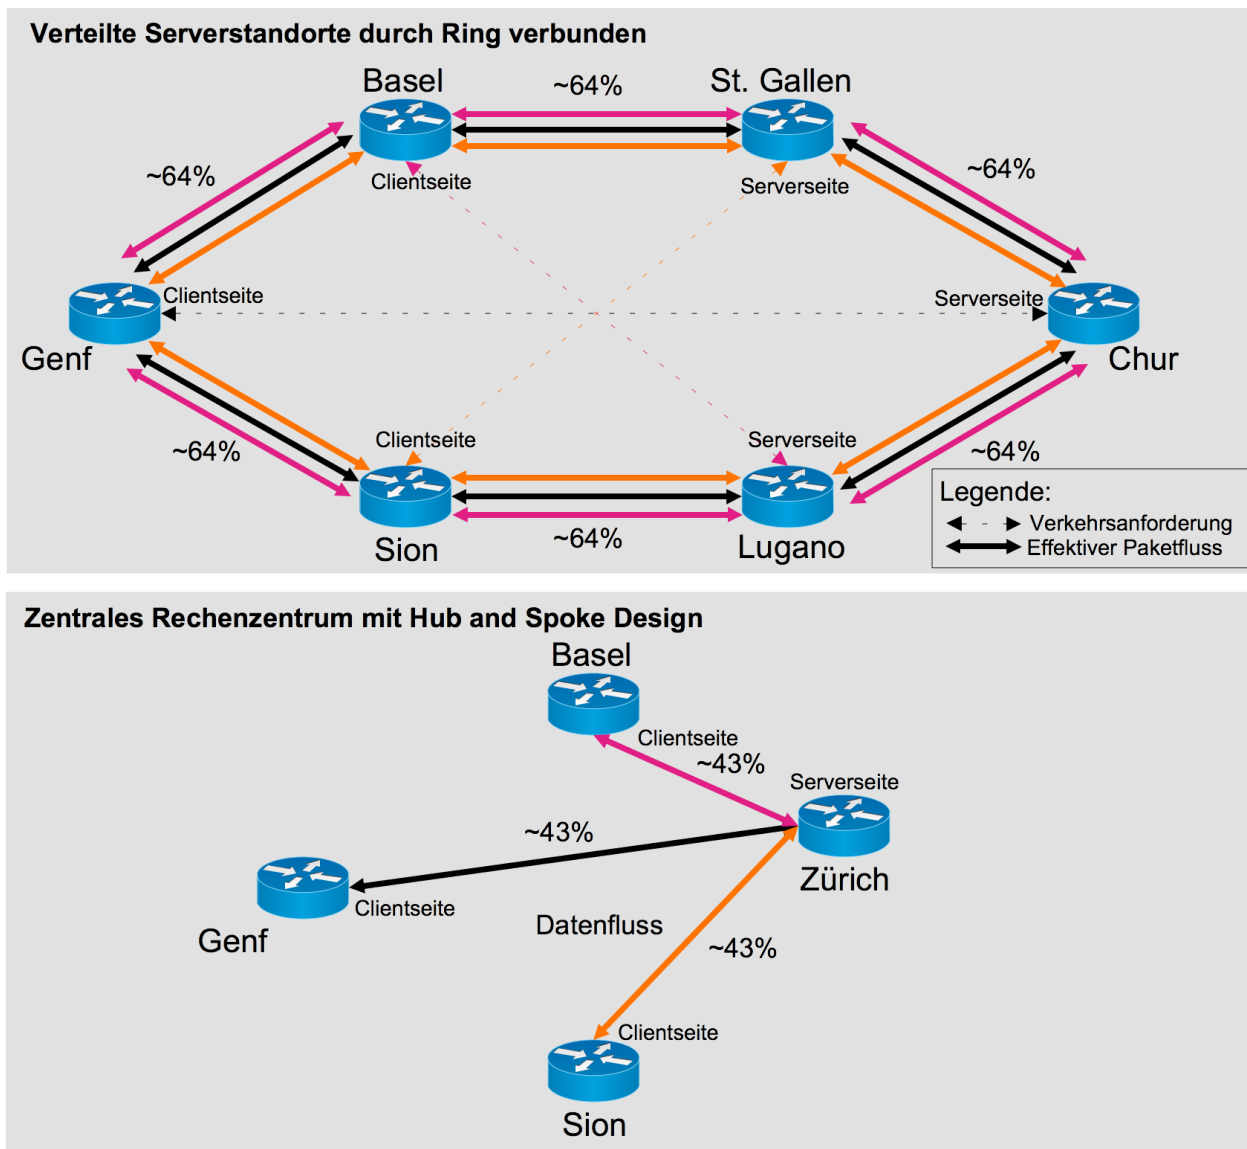 Verteilte Serverstandorte durch Ring verbunden
Basel
~64%
St. Gallen
~64%
Clientseite
Serverseite
~64%
Clientseite
Serverseite
Genf
Chur
Clientseite
Serverseite
~64%
~64%
Sion
~64%
Lugano
Legende:
Verkehrsanforderung
Effektiver Paketfluss
Zentrales Rechenzentrum mit Hub and Spoke Design
Basel
Clientseite
~43%
Serverseite
~43%
Zürich
Clientseite
Genf
Datenfluss
~43%
Clientseite
Sion